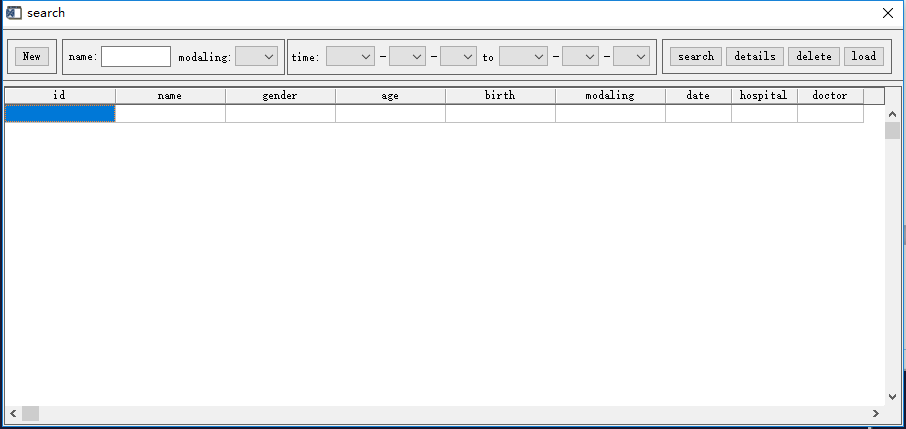 search
New name: modaling: time: - - to - - search details delete load
id name gender age birth modaling date hospital doctor